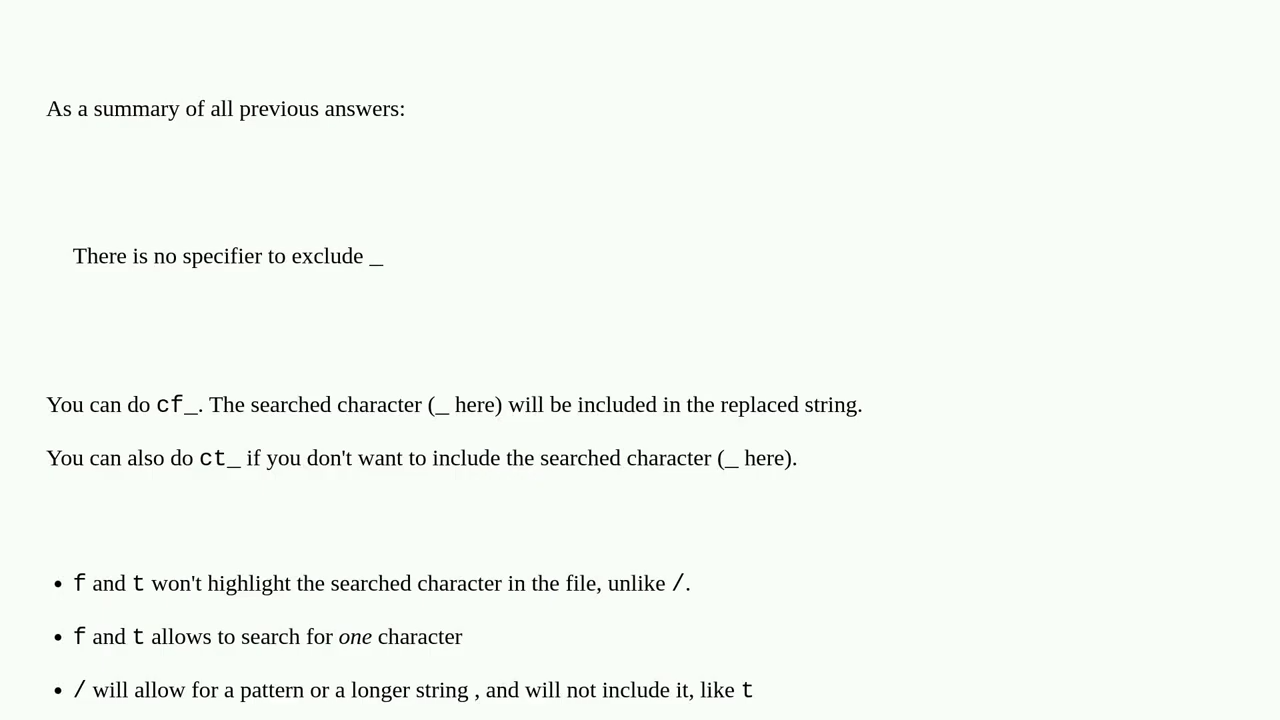 As a summary of all previous answers:
There is no specifier to exclude _
You can do cf_. The searched character (_ here) will be included in the replaced string.
You can also do ct_ if you don't want to include the searched character (_ here).
• f and t won't highlight the searched character in the file, unlike /.
• f and t allows to search for one character
• / will allow for a pattern or a longer string , and will not include it, like t